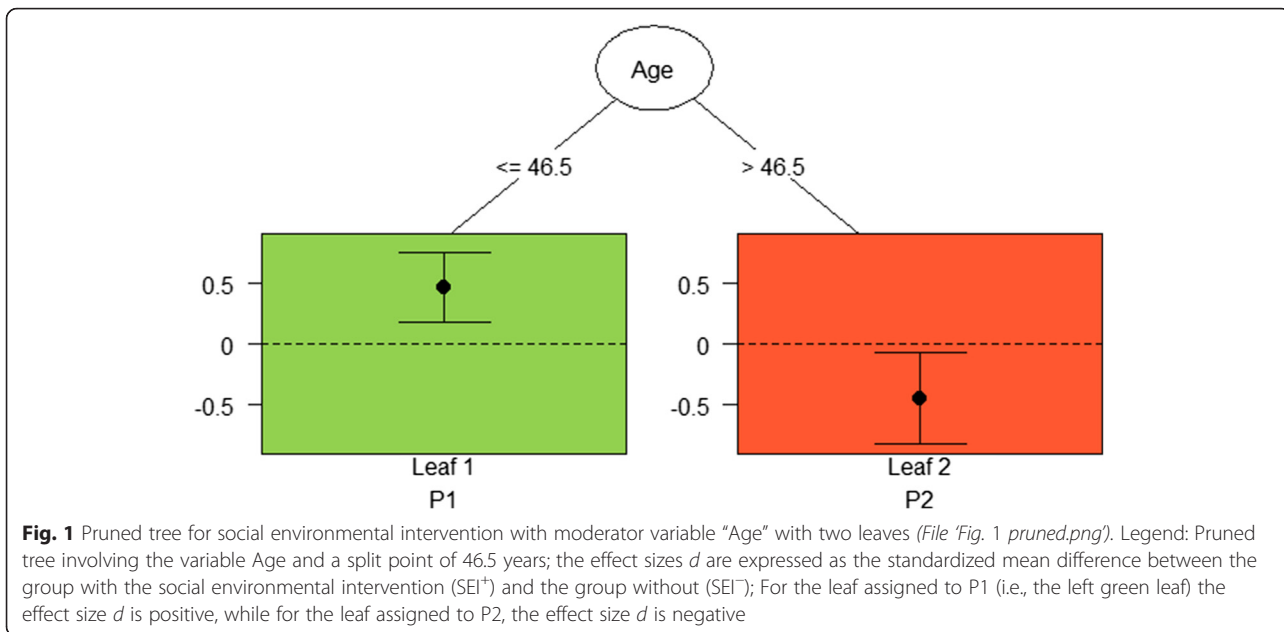 Age
<= 46.5
> 46.5
0.5
0
-0.5
0.5
0
-0.5
Leaf 1
Leaf 2
P1
P2
Fig. 1 Pruned tree for social environmental intervention with moderator variable “Age” with two leaves (File ‘Fig. 1 pruned.png’). Legend: Pruned
tree involving the variable Age and a split point of 46.5 years; the effect sizes d are expressed as the standardized mean difference between the
group with the social environmental intervention (SEI⁺) and the group without (SEI⁻); For the leaf assigned to P1 (i.e., the left green leaf) the
effect size d is positive, while for the leaf assigned to P2, the effect size d is negative